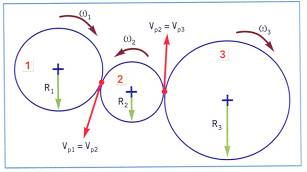 ω₁
1
R₁
Vₚ₁ = Vₚ₂
ω₂
2
R₂
Vₚ₂ = Vₚ₃
3
ω₃
R₃